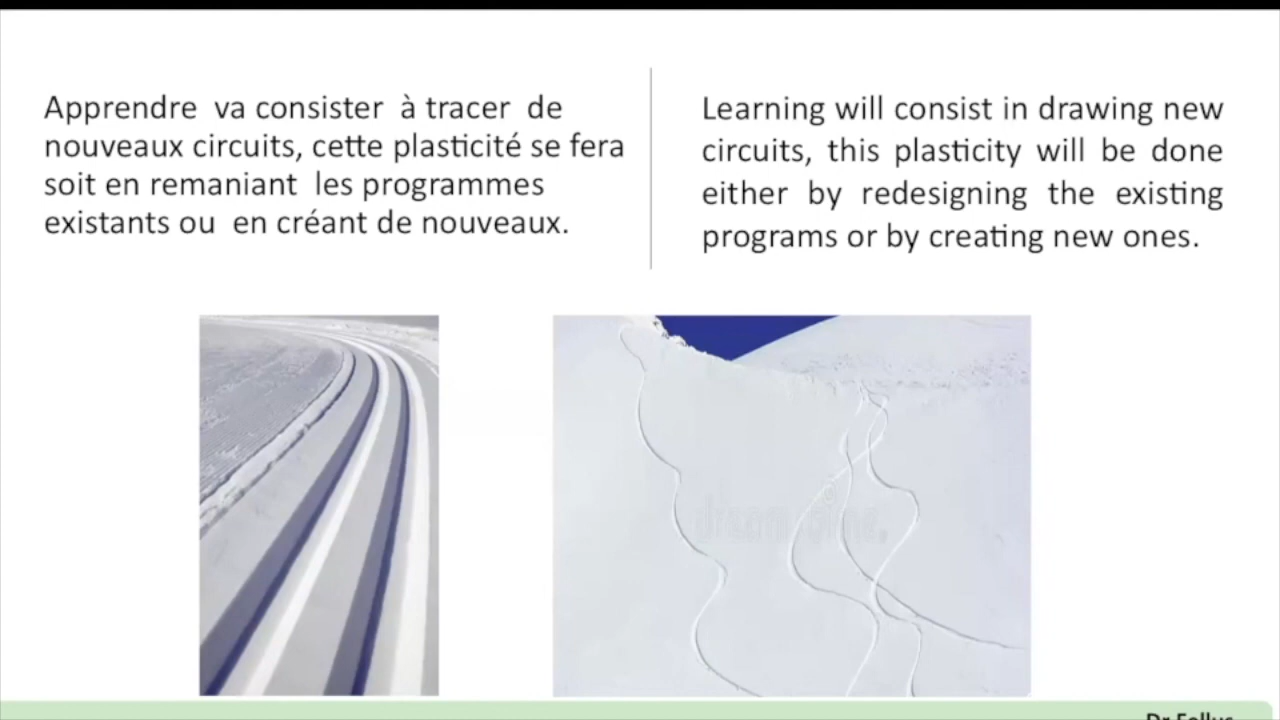 Apprendre va consister à tracer de
nouveaux circuits, cette plasticité se fera
soit en remaniant les programmes
existants ou en créant de nouveaux.
Learning will consist in drawing new
circuits, this plasticity will be done
either by redesigning the existing
programs or by creating new ones.